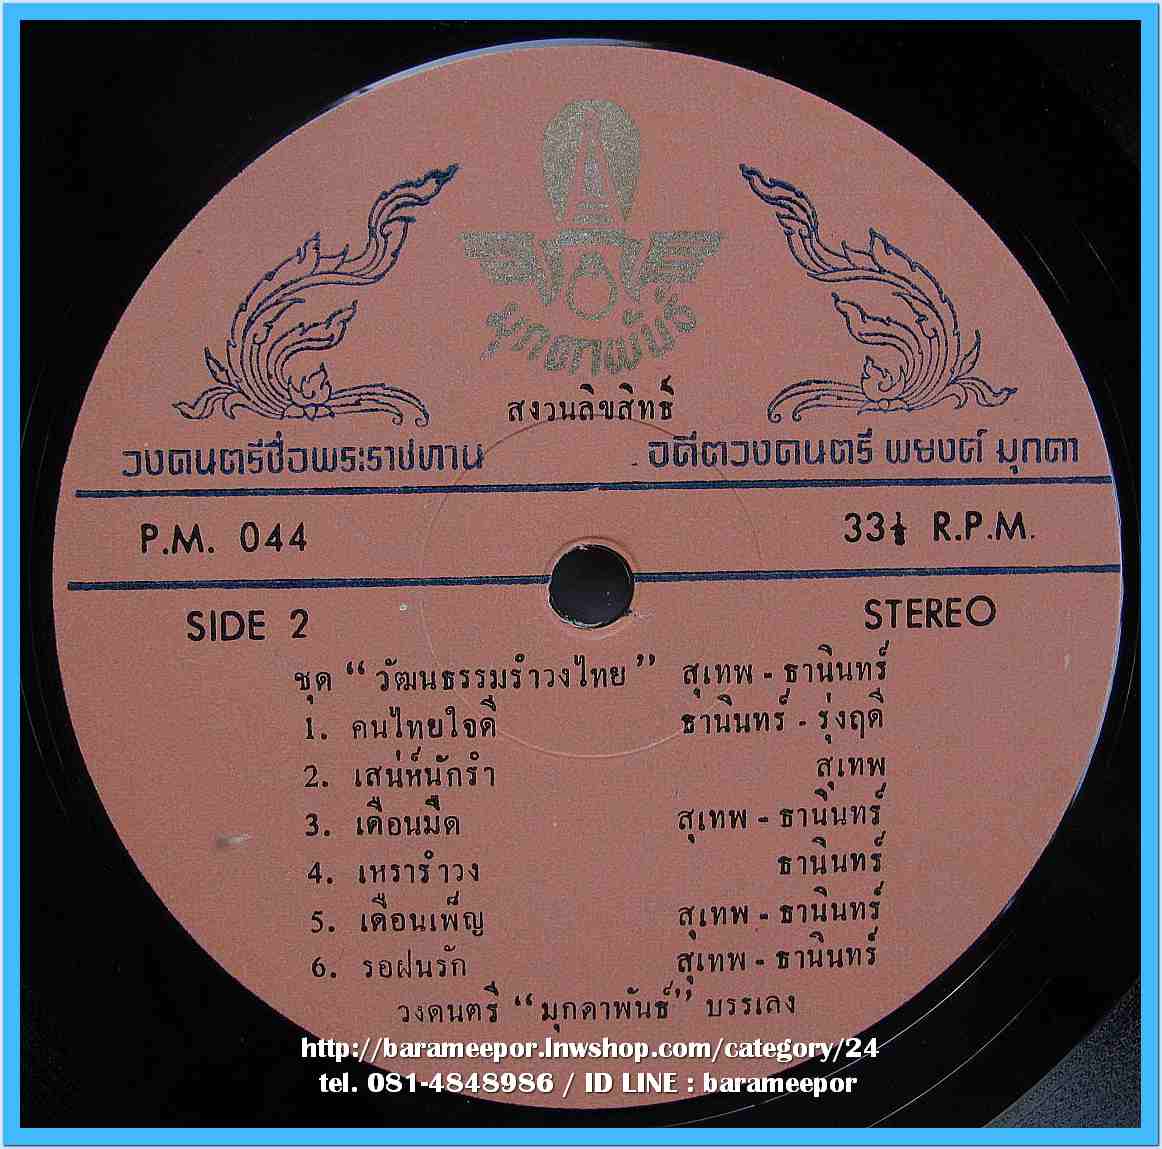 มุกดาพันธ์
สงวนลิขสิทธิ์
วงดนตรีชื่อพระราชทาน อดีตวงดนตรี พยงค์ มุกดา
P.M. 044 33⅓ R.P.M.
SIDE 2 STEREO
ชุด “วัฒนธรรมรำวงไทย” สุเทพ - ธานินทร์
1. คนไทยใจดี ธานินทร์ - รุ่งฤดี
2. เสน่ห์นักรำ สุเทพ
3. เดือนมืด สุเทพ - ธานินทร์
4. เหรารำวง ธานินทร์
5. เดือนเพ็ญ สุเทพ - ธานินทร์
6. รอฝนรัก สุเทพ - ธานินทร์
วงดนตรี “มุกดาพันธ์” บรรเลง
http://barameepor.lnwshop.com/category/24
tel. 081-4848986 / ID LINE : barameepor